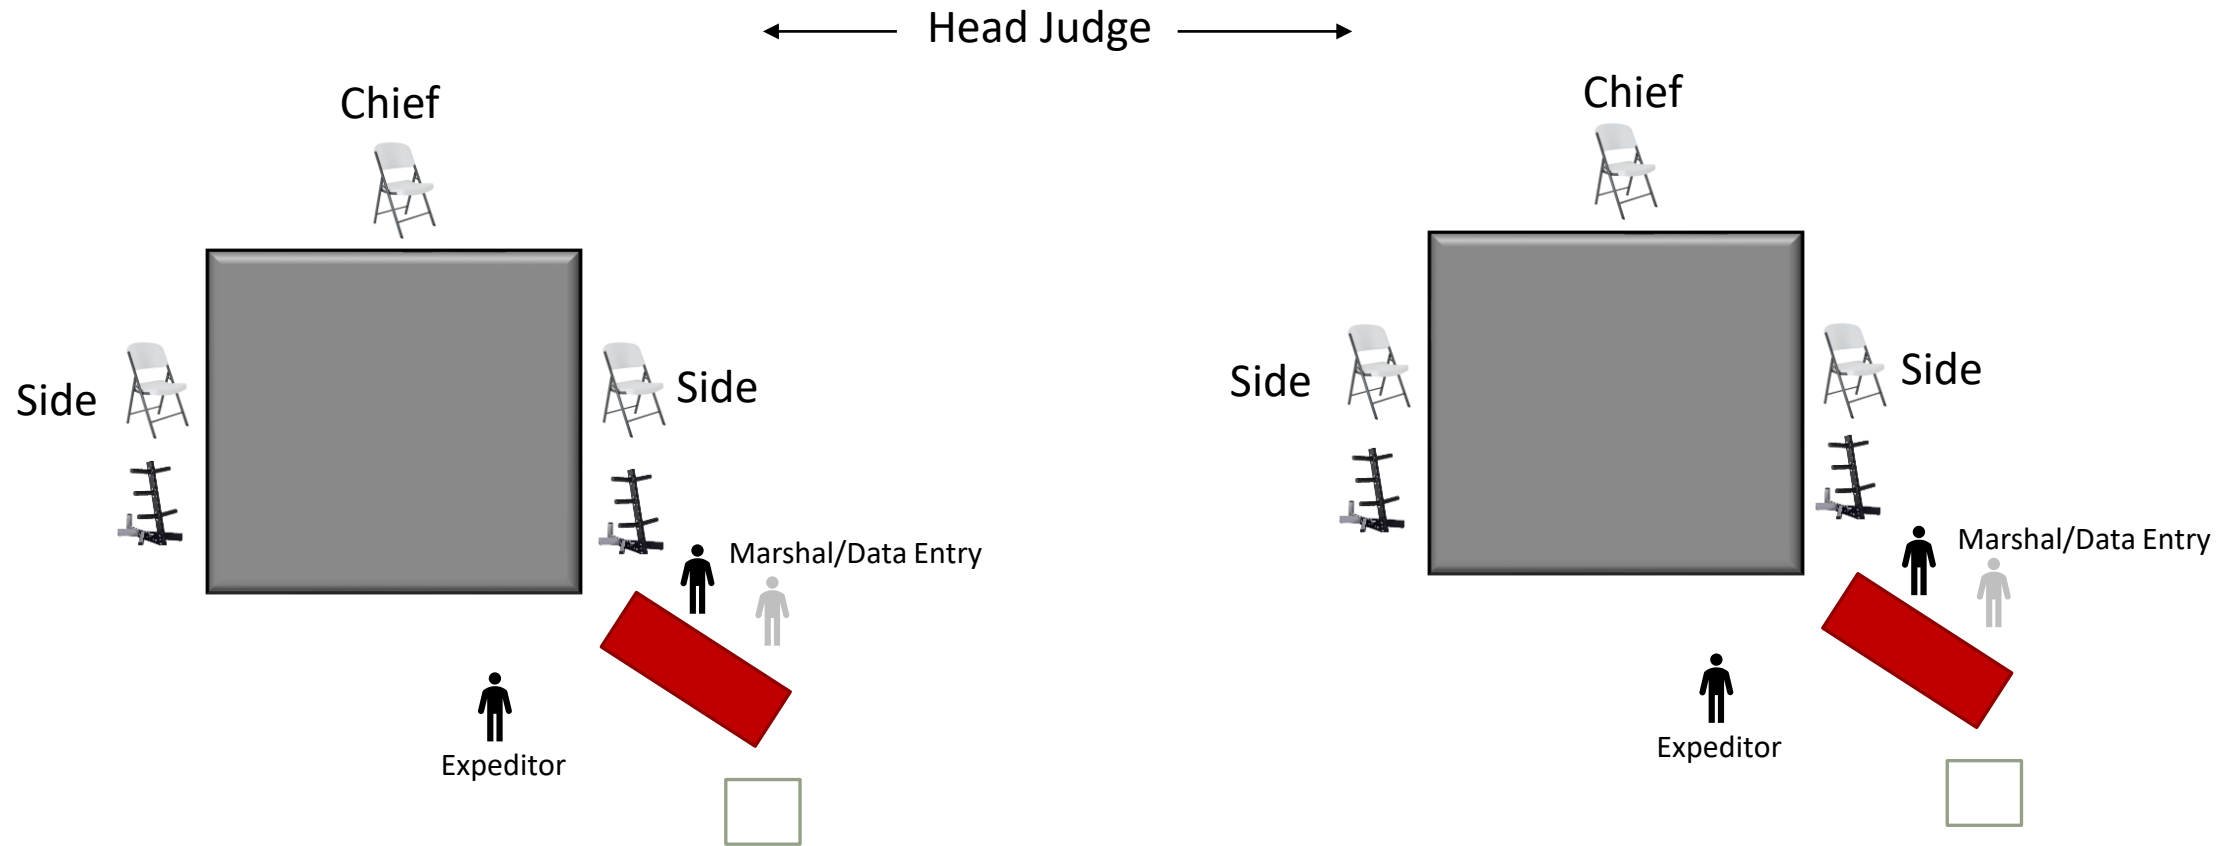 Head Judge
Chief
Chief
Side
Side
Side
Side
Marshal/Data Entry
Marshal/Data Entry
Expeditor
Expeditor